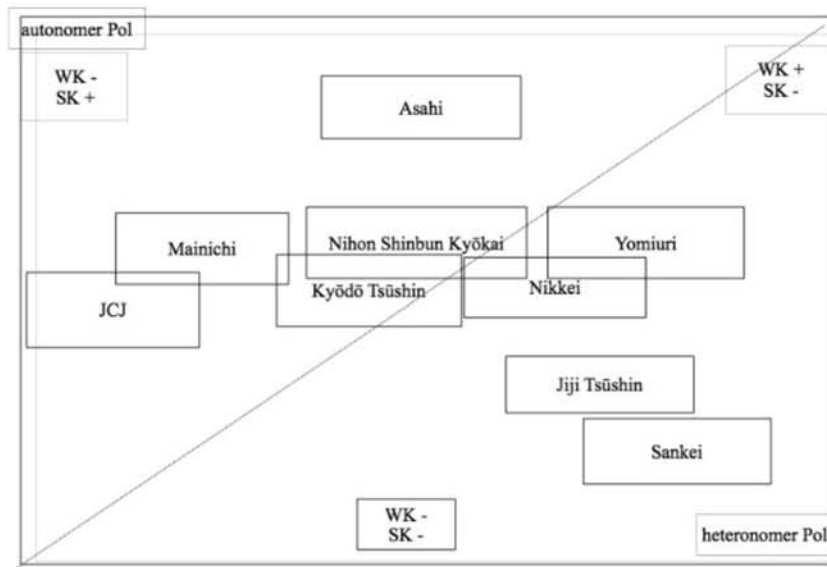 autonomer Pol
WK -
SK +
WK +
SK -
Asahi
Mainichi
Nihon Shinbun Kyōkai
Yomiuri
JCJ
Kyōdō Tsūshin
Nikkei
Jiji Tsūshin
Sankei
WK -
SK -
heteronomer Pol